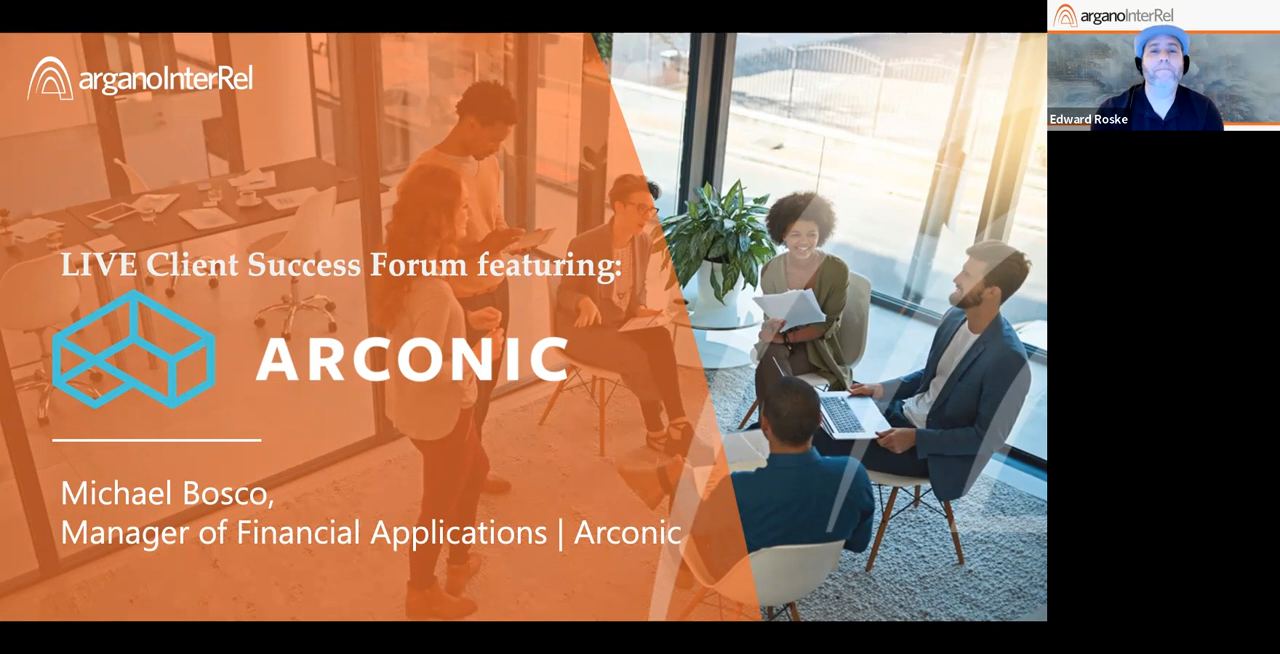 arganoInterRel
LIVE Client Success Forum featuring:
ARCONIC
Michael Bosco,
Manager of Financial Applications | Arconic
arganoInterRel
Edward Roske